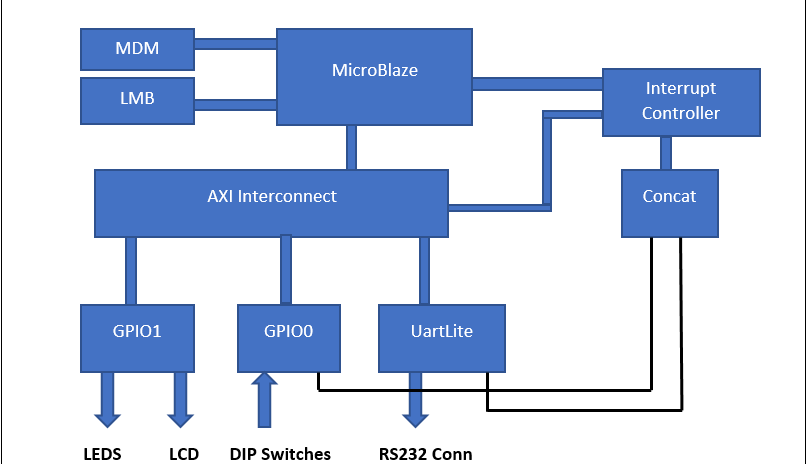 MDM
MicroBlaze
LMB
Interrupt
Controller
AXI Interconnect
Concat
GPIO1
GPIO0
UartLite
LEDS
LCD
DIP Switches
RS232 Conn